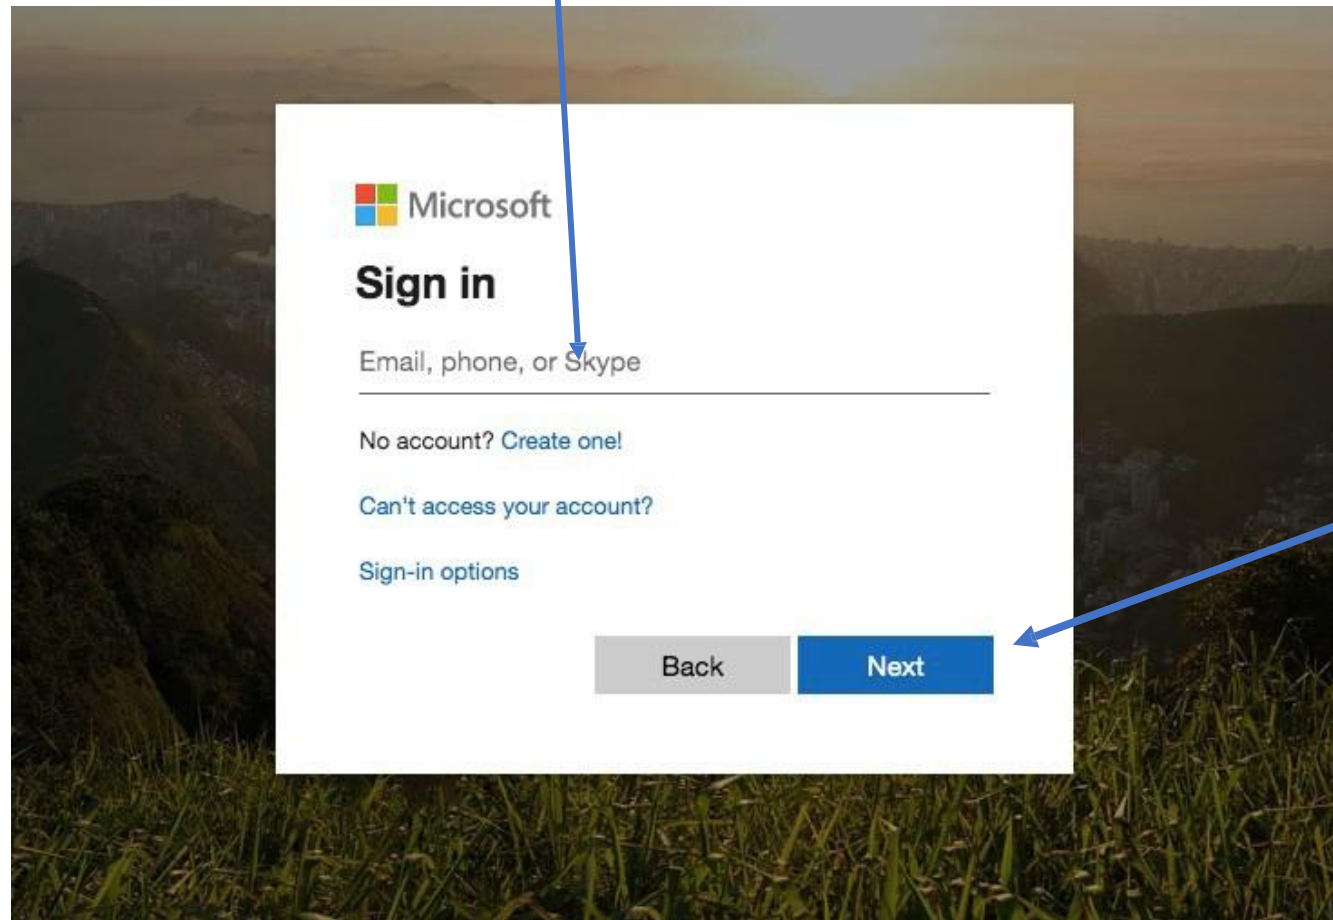 Microsoft
Sign in
Email, phone, or Skype
No account? Create one!
Can't access your account?
Sign-in options
Back Next